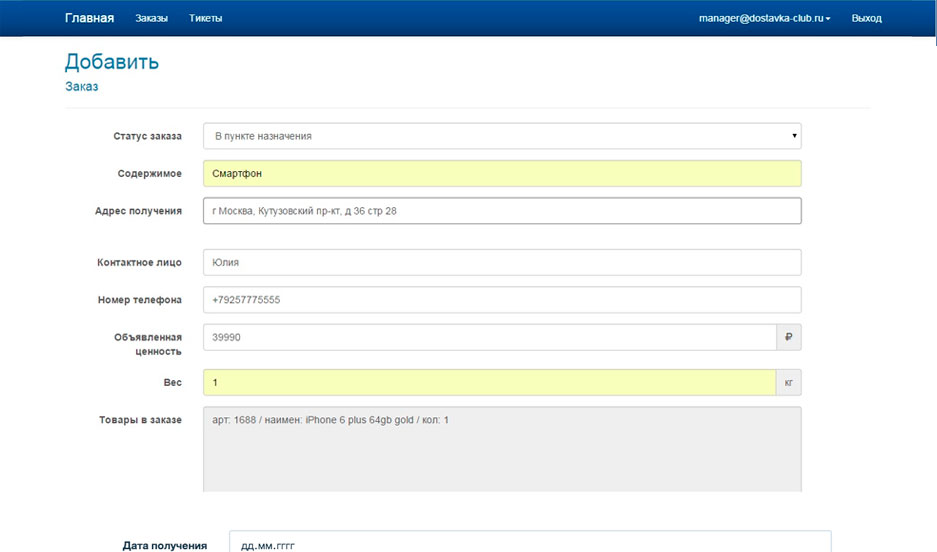 Главная Заказы Тикеты manager@dostavka-club.ru Выход
Добавить
Заказ
Статус заказа В пункте назначения
Содержимое Смартфон
Адрес получения г Москва, Кутузовский пр-кт, д 36 стр 28
Контактное лицо Юлия
Номер телефона +79257775555
Объявленная ценность 39990 ₽
Вес 1 кг
Товары в заказе арт: 1688 / наимен: iPhone 6 plus 64gb gold / кол: 1
Дата получения дд.мм.гггг